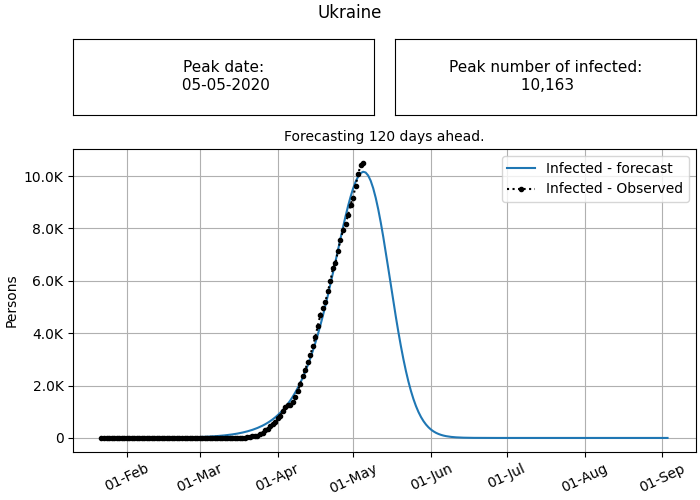 Ukraine
Peak date:
05-05-2020
Peak number of infected:
10,163
Forecasting 120 days ahead.
Infected - forecast
Infected - Observed
Persons
10.0K
8.0K
6.0K
4.0K
2.0K
0
01-Feb
01-Mar
01-Apr
01-May
01-Jun
01-Jul
01-Aug
01-Sep